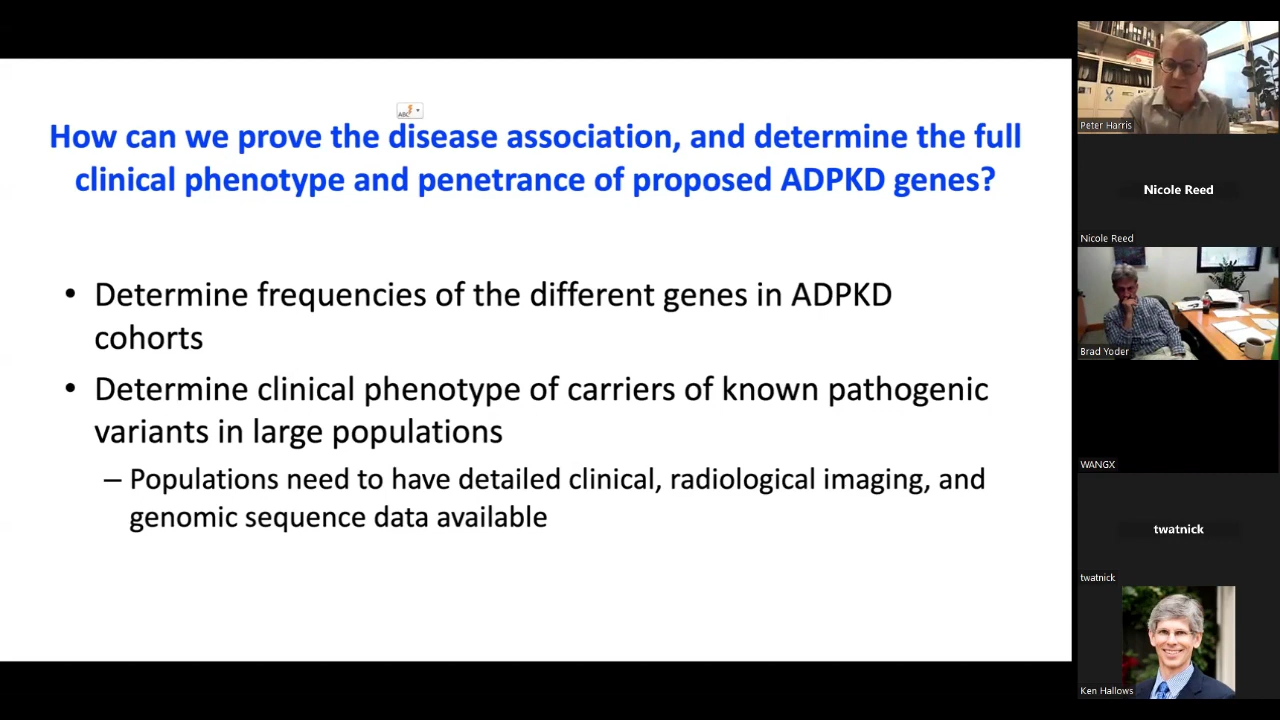 ABC
How can we prove the disease association, and determine the full
clinical phenotype and penetrance of proposed ADPKD genes?
• Determine frequencies of the different genes in ADPKD
cohorts
• Determine clinical phenotype of carriers of known pathogenic
variants in large populations
– Populations need to have detailed clinical, radiological imaging, and
genomic sequence data available
Peter Harris
Nicole Reed
Nicole Reed
Brad Yoder
WANGX
twatnick
twatnick
Ken Hallows